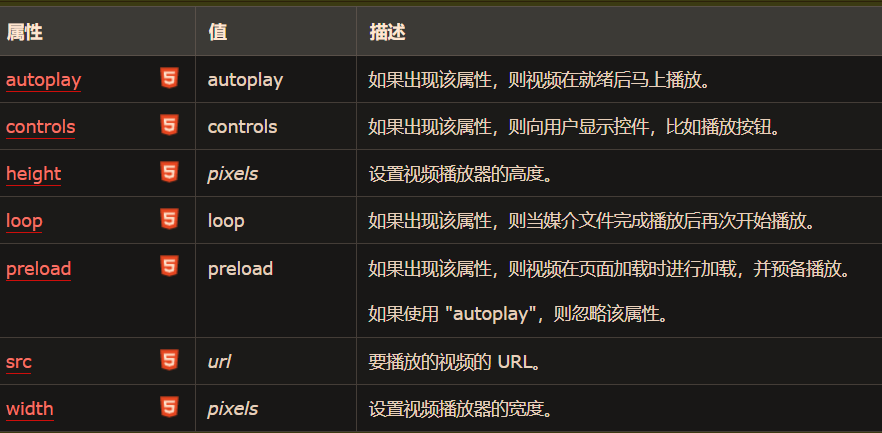 属性 值 描述
autoplay 5 autoplay 如果出现该属性，则视频在就绪后马上播放。
controls 5 controls 如果出现该属性，则向用户显示控件，比如播放按钮。
height 5 pixels 设置视频播放器的高度。
loop 5 loop 如果出现该属性，则当媒介文件完成播放后再次开始播放。
preload 5 preload 如果出现该属性，则视频在页面加载时进行加载，并预备播放。
如果使用 "autoplay"，则忽略该属性。
src 5 url 要播放的视频的 URL。
width 5 pixels 设置视频播放器的宽度。